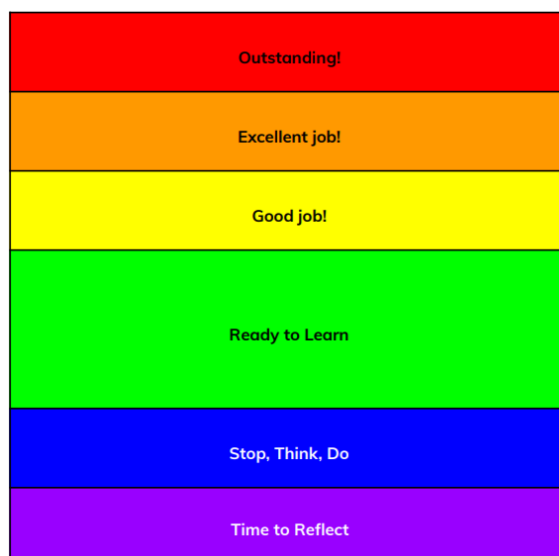 Outstanding!
Excellent job!
Good job!
Ready to Learn
Stop, Think, Do
Time to Reflect